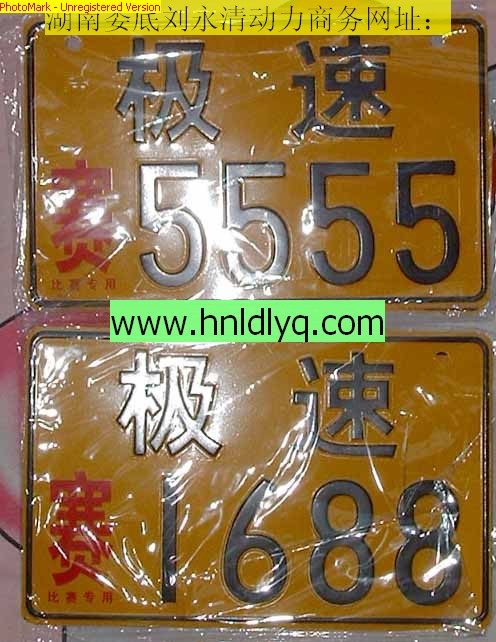 PhotoMark - Unregistered Version
湖南娄底刘永清动力商务网址：
极 速
赛 5555
比赛专用
www.hnldlyq.com
极 速
赛 1688
比赛专用